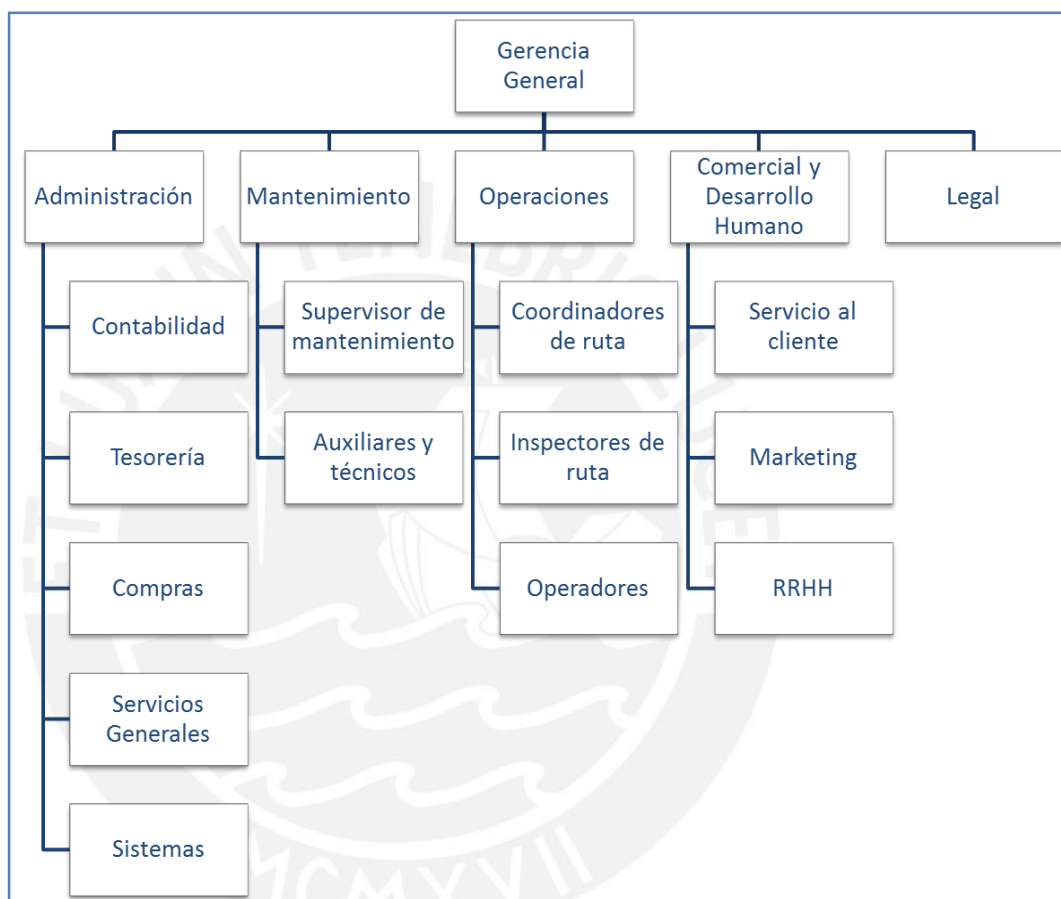 Gerencia
General
Administración
Mantenimiento
Operaciones
Comercial y
Desarrollo
Humano
Legal
Contabilidad
Supervisor de
mantenimiento
Coordinadores
de ruta
Servicio al
cliente
Tesorería
Auxiliares y
técnicos
Inspectores de
ruta
Marketing
Compras
Operadores
RRHH
Servicios
Generales
Sistemas
MCMXVII